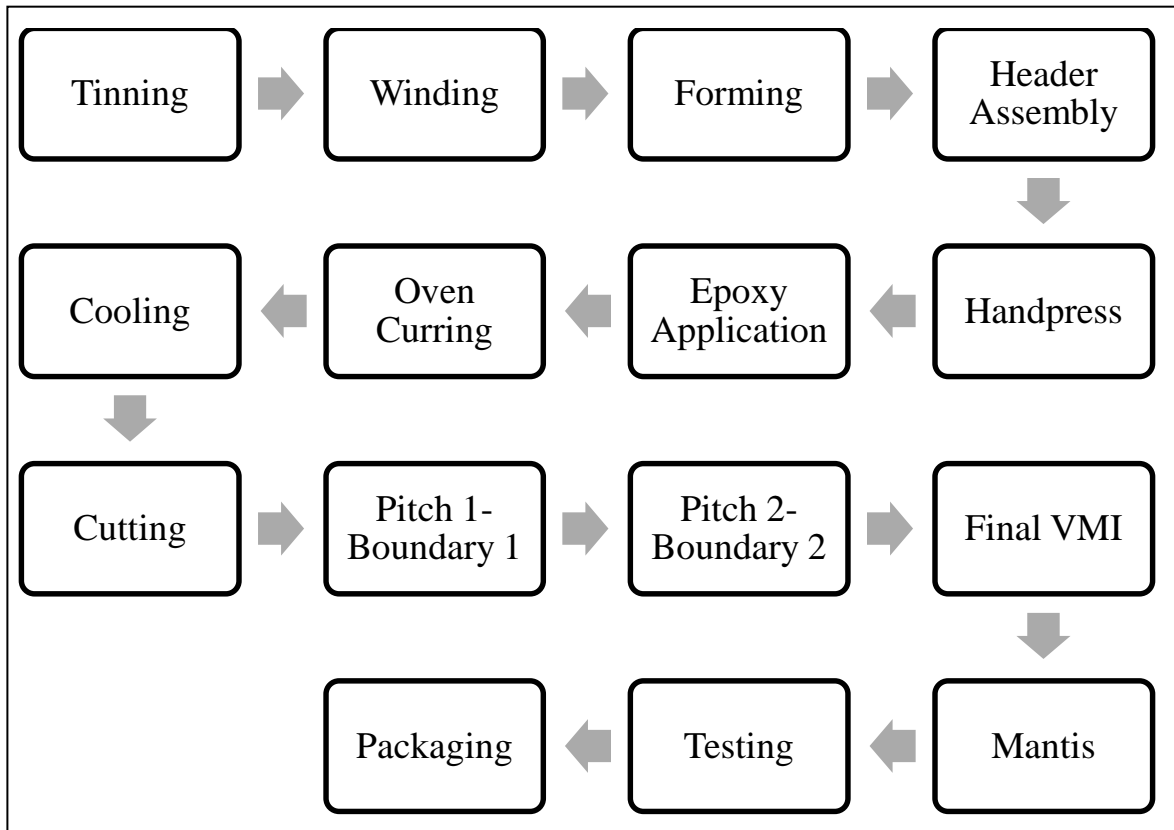 Tinning
Winding
Forming
Header
Assembly
Handpress
Epoxy
Application
Oven
Curring
Cooling
Cutting
Pitch 1-
Boundary 1
Pitch 2-
Boundary 2
Final VMI
Mantis
Testing
Packaging